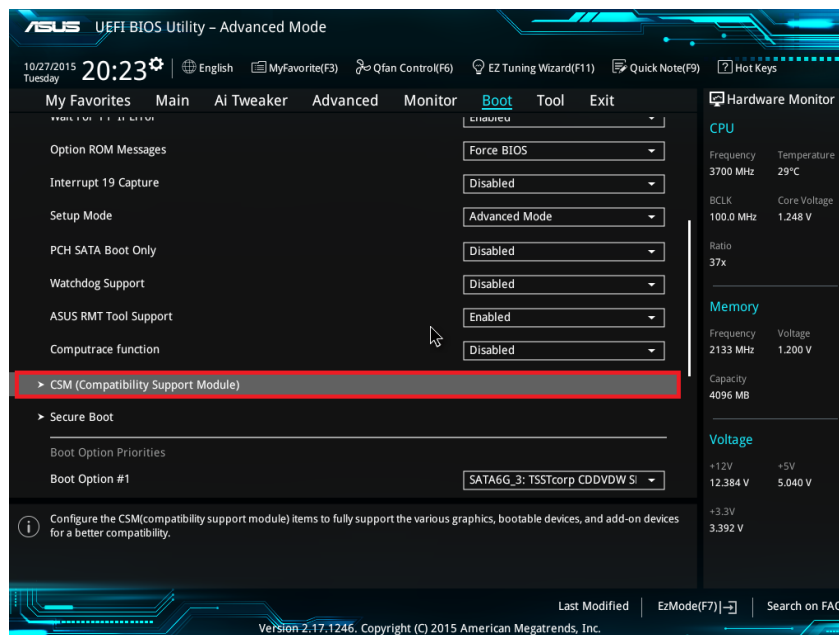 ASUS UEFI BIOS Utility – Advanced Mode
10/27/2015
Tuesday
20:23
English
MyFavorite(F3)
Qfan Control(F6)
EZ Tuning Wizard(F11)
Quick Note(F9)
? Hot Keys
My Favorites Main Ai Tweaker Advanced Monitor Boot Tool Exit
Hardware Monitor
Enabled
Option ROM Messages Force BIOS
Interrupt 19 Capture Disabled
Setup Mode Advanced Mode
PCH SATA Boot Only Disabled
Watchdog Support Disabled
ASUS RMT Tool Support Enabled
Computrace function Disabled
> CSM (Compatibility Support Module)
> Secure Boot
Boot Option Priorities
Boot Option #1 SATA6G_3: TSSTcorp CDDVDW S
Configure the CSM(compatibility support module) items to fully support the various graphics, bootable devices, and add-on devices
for a better compatibility.
CPU
Frequency Temperature
3700 MHz 29°C
BCLK Core Voltage
100.0 MHz 1.248 V
Ratio
37x
Memory
Frequency Voltage
2133 MHz 1.200 V
Capacity
4096 MB
Voltage
+12V +5V
12.384 V 5.040 V
+3.3V
3.392 V
Last Modified
EzMode(F7)
Search on FAQ
Version 2.17.1246. Copyright (C) 2015 American Megatrends, Inc.